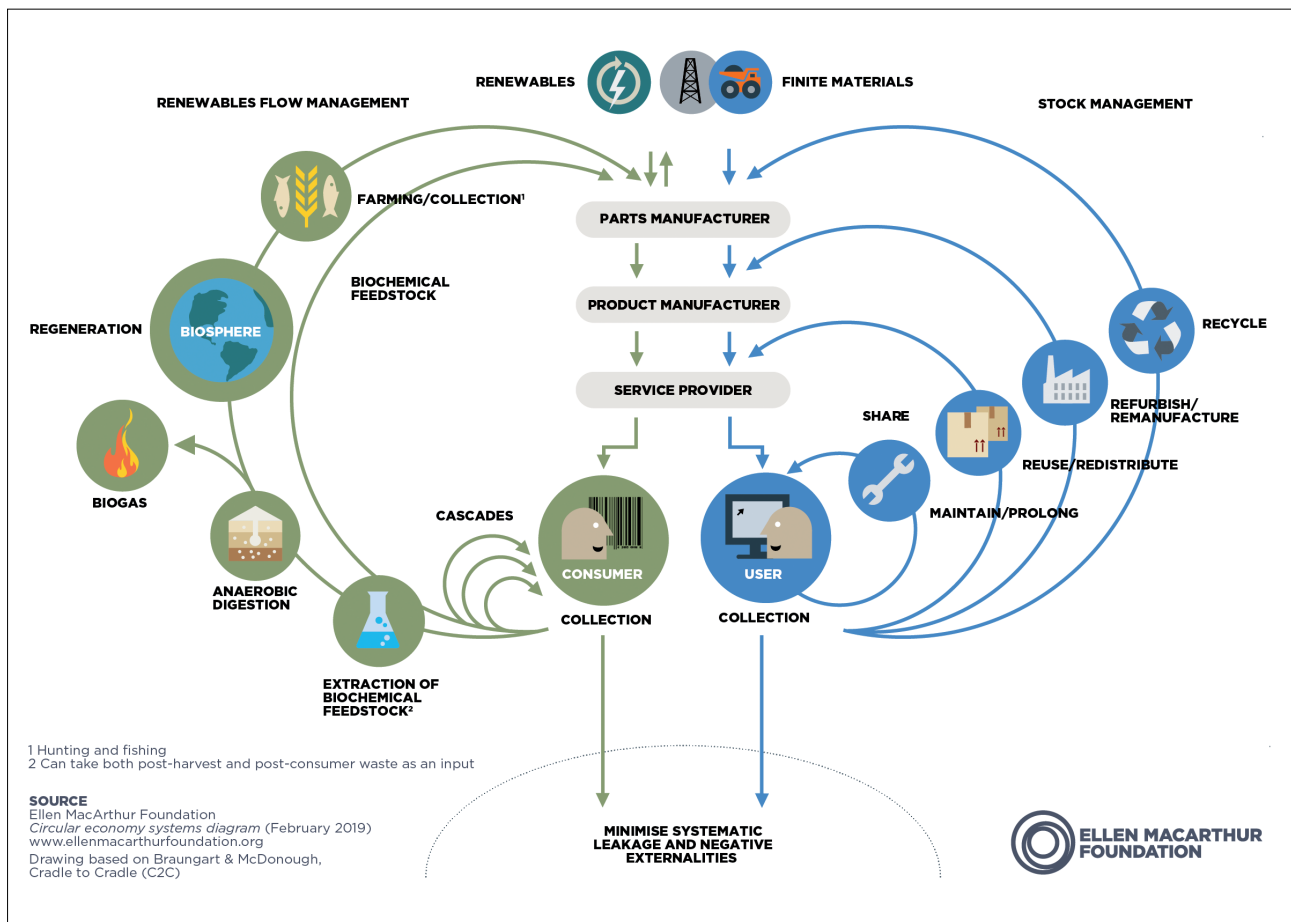 RENEWABLES
FINITE MATERIALS
RENEWABLES FLOW MANAGEMENT
STOCK MANAGEMENT
FARMING/COLLECTION¹
PARTS MANUFACTURER
BIOCHEMICAL
FEEDSTOCK
PRODUCT MANUFACTURER
REGENERATION
BIOSPHERE
RECYCLE
SERVICE PROVIDER
SHARE
REFURBISH/
REMANUFACTURE
REUSE/REDISTRIBUTE
BIOGAS
CASCADES
MAINTAIN/PROLONG
CONSUMER
USER
ANAEROBIC
DIGESTION
COLLECTION
COLLECTION
EXTRACTION OF
BIOCHEMICAL
FEEDSTOCK²
1 Hunting and fishing
2 Can take both post-harvest and post-consumer waste as an input
SOURCE
Ellen MacArthur Foundation
Circular economy systems diagram (February 2019)
www.ellenmacarthurfoundation.org
Drawing based on Braungart & McDonough,
Cradle to Cradle (C2C)
MINIMISE SYSTEMATIC
LEAKAGE AND NEGATIVE
EXTERNALITIES
ELLEN MACARTHUR
FOUNDATION